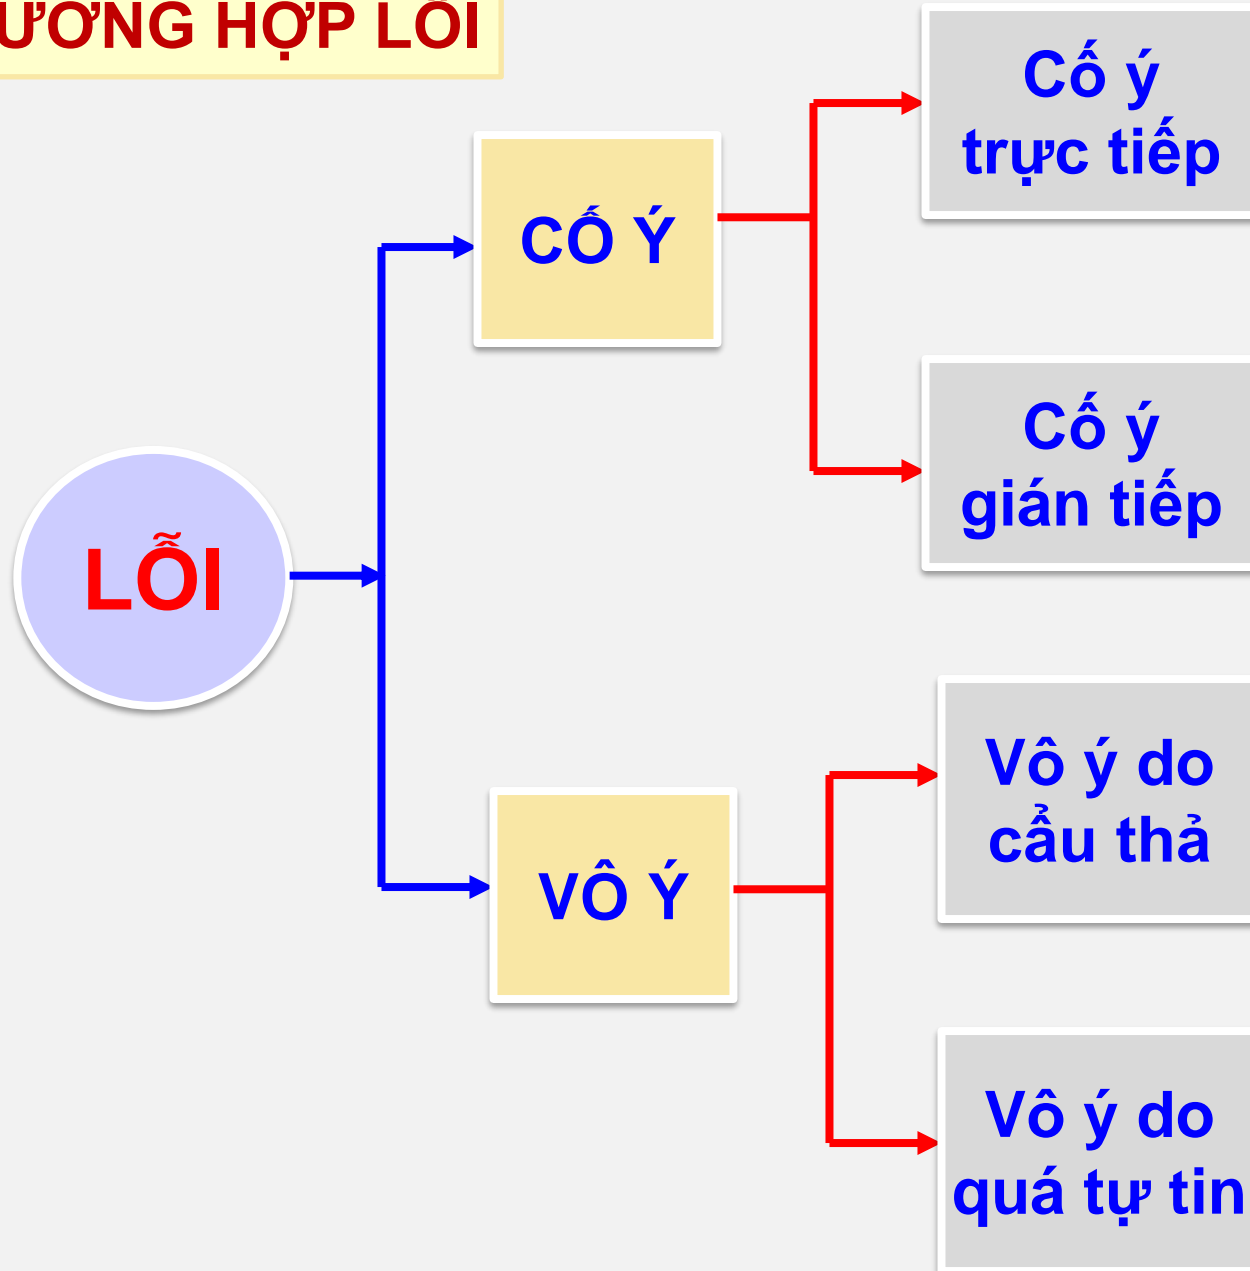 ƯỜNG HỢP LỖI
Cố ý
trực tiếp
CỐ Ý
Cố ý
gián tiếp
LỖI
Vô ý do
cẩu thả
VÔ Ý
Vô ý do
quá tự tin